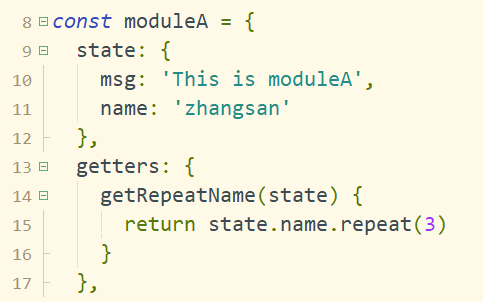 8 const moduleA = {
9 state: {
10 msg: 'This is moduleA',
11 name: 'zhangsan'
12 },
13 getters: {
14 getRepeatName(state) {
15 return state.name.repeat(3)
16 }
17 },